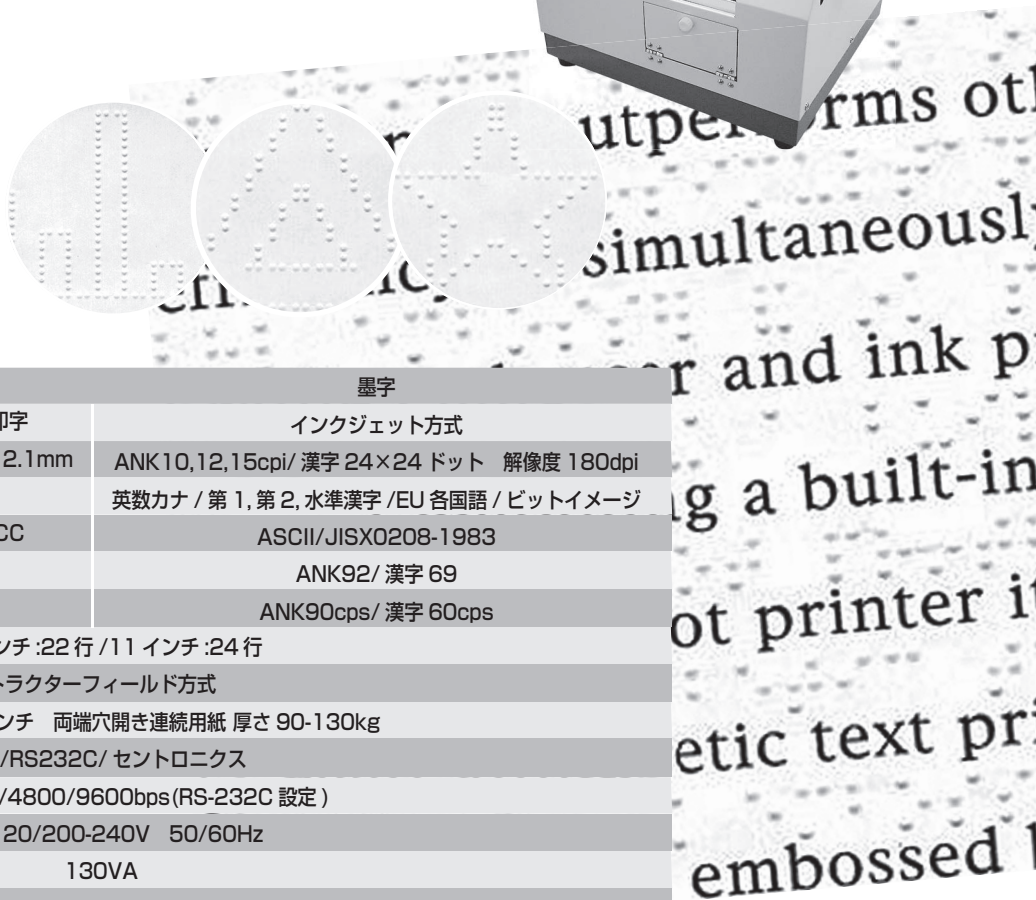 utpe rms oth
simultaneously
r and ink p
墨字
印字 インクジェット方式
2.1mm ANK10,12,15cpi/ 漢字 24×24 ドット 解像度 180dpi
英数カナ / 第 1, 第 2, 水準漢字 /EU 各国語 / ビットイメージ
g a built-in
CC ASCII/JISX0208-1983
ANK92/ 漢字 69
ANK90cps/ 漢字 60cps
ot printer i
ンチ :22 行 /11 インチ :24 行
トラクターフィールド方式
ンチ 両端穴開き連続用紙 厚さ 90-130kg
etic text pri
/RS232C/ セントロニクス
/4800/9600bps(RS-232C 設定 )
20/200-240V 50/60Hz
130VA
embossed